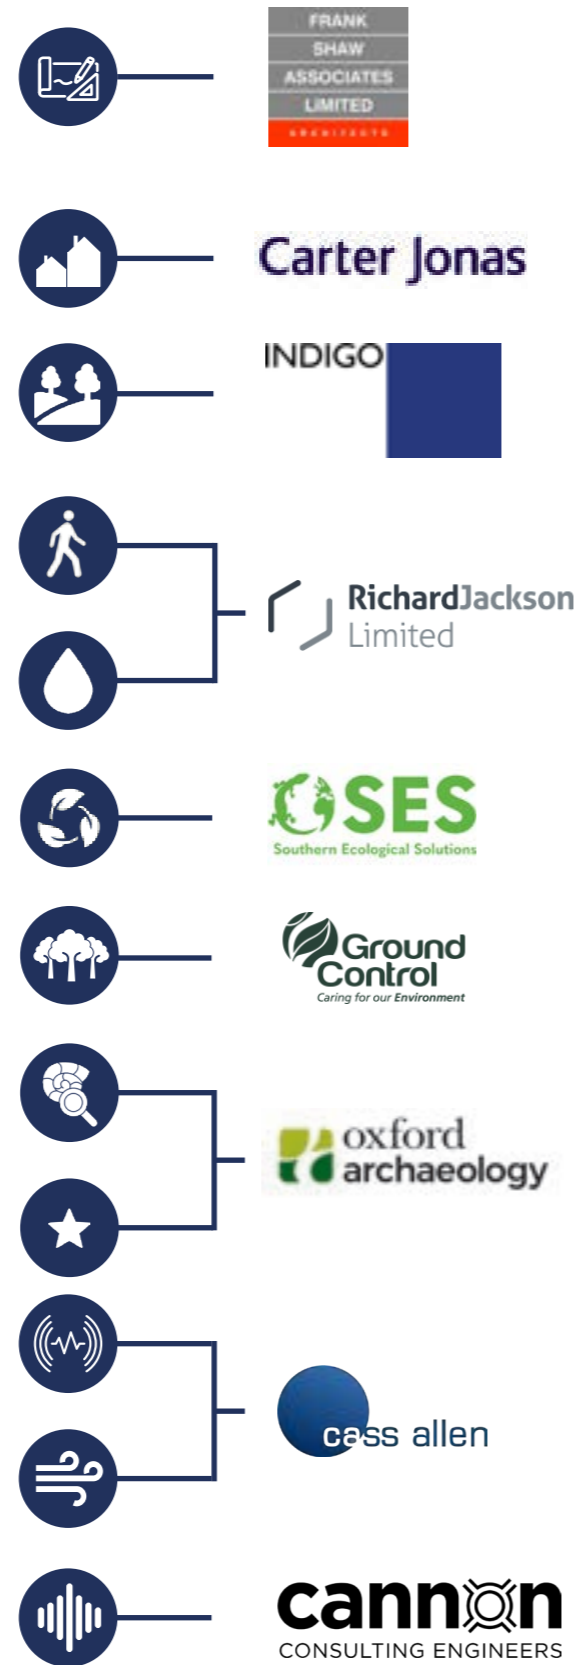 FRANK
SHAW
ASSOCIATES
LIMITED
ARCHITECTS
Carter Jonas
INDIGO
RichardJackson
Limited
SES
Southern Ecological Solutions
Ground
Control
Caring for our Environment
oxford
archaeology
cass allen
cannon
CONSULTING ENGINEERS